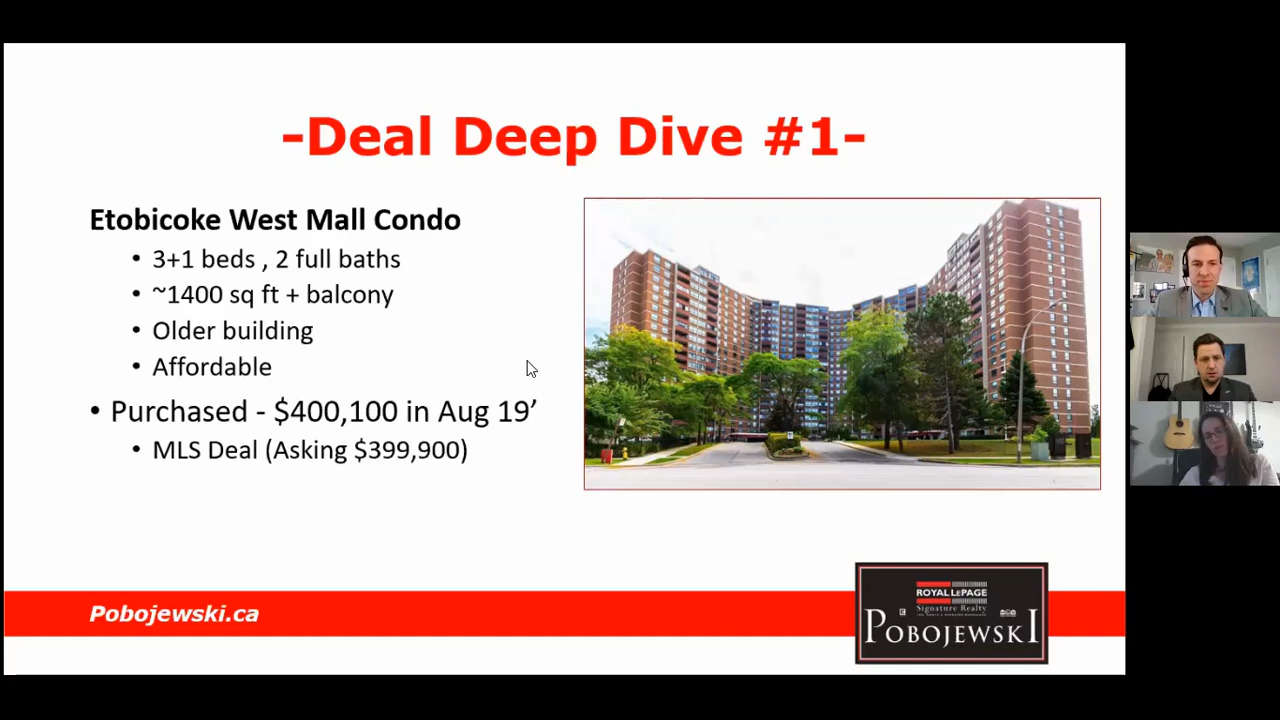 -Deal Deep Dive #1-
Etobicoke West Mall Condo
• 3+1 beds , 2 full baths
• ~1400 sq ft + balcony
• Older building
• Affordable
• Purchased - $400,100 in Aug 19’
• MLS Deal (Asking $399,900)
Pobojewski.ca
ROYAL LEPAGE
Signature Realty
POBOJEWSKI